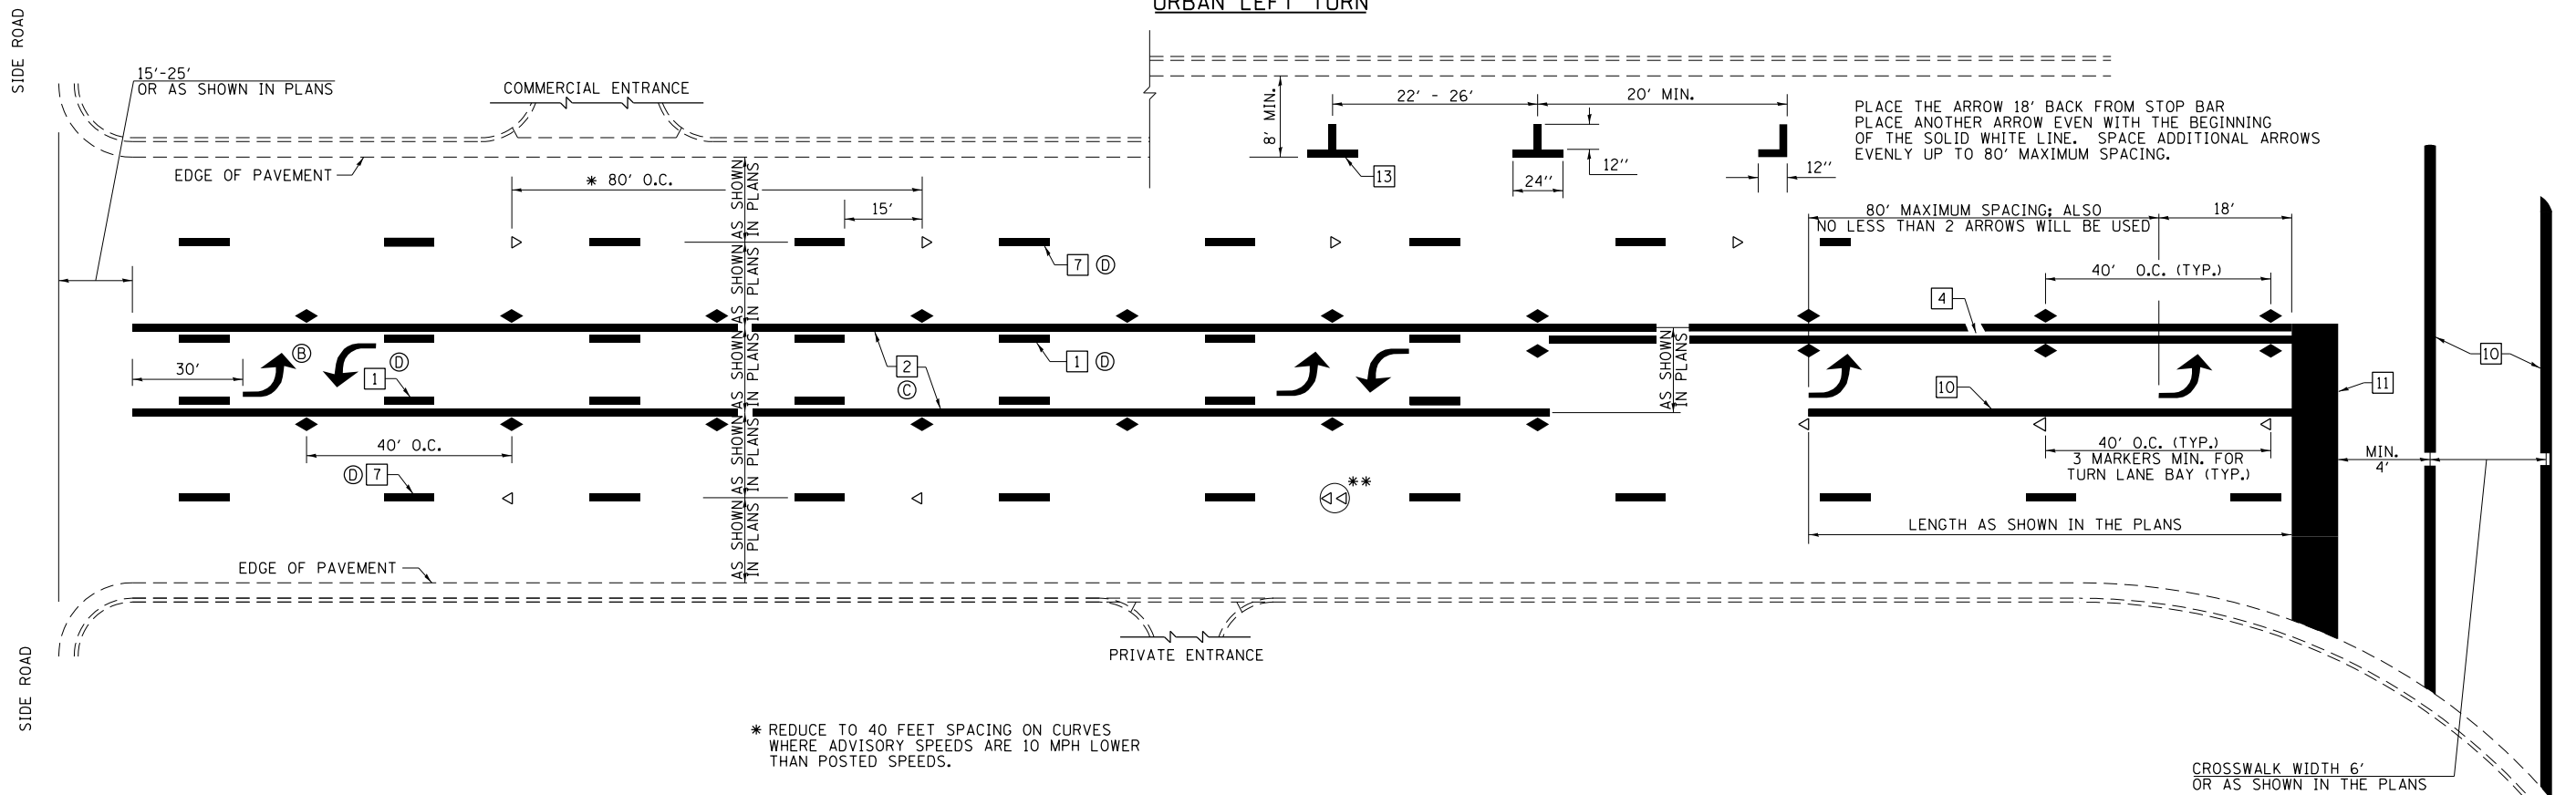 URBAN LEFT TURN
SIDE ROAD
15'-25'
OR AS SHOWN IN PLANS
COMMERCIAL ENTRANCE
EDGE OF PAVEMENT
* 80' O.C.
15'
8' MIN.
22' - 26'
20' MIN.
13
24''
12''
12''
PLACE THE ARROW 18' BACK FROM STOP BAR
PLACE ANOTHER ARROW EVEN WITH THE BEGINNING
OF THE SOLID WHITE LINE. SPACE ADDITIONAL ARROWS
EVENLY UP TO 80' MAXIMUM SPACING.
80' MAXIMUM SPACING; ALSO
NO LESS THAN 2 ARROWS WILL BE USED
18'
7 D
40' O.C. (TYP.)
4
AS SHOWN
IN PLANS
AS SHOWN
IN PLANS
AS SHOWN
IN PLANS
AS SHOWN
IN PLANS
AS SHOWN
IN PLANS
30'
B
D
1
2
C
1 D
AS SHOWN
IN PLANS
10
11
10
40' O.C.
D 7
**
40' O.C. (TYP.)
3 MARKERS MIN. FOR
TURN LANE BAY (TYP.)
MIN.
4'
LENGTH AS SHOWN IN THE PLANS
EDGE OF PAVEMENT
SIDE ROAD
PRIVATE ENTRANCE
* REDUCE TO 40 FEET SPACING ON CURVES
WHERE ADVISORY SPEEDS ARE 10 MPH LOWER
THAN POSTED SPEEDS.
CROSSWALK WIDTH 6'
OR AS SHOWN IN THE PLANS